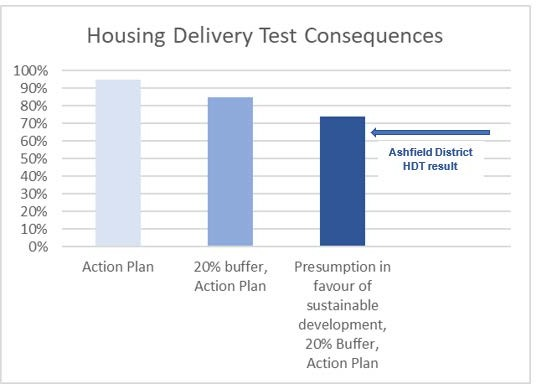 Housing Delivery Test Consequences
100%
90%
80%
70%
60%
50%
40%
30%
20%
10%
0%
Ashfield District
HDT result
Action Plan
20% buffer,
Action Plan
Presumption in
favour of
sustainable
development,
20% Buffer,
Action Plan